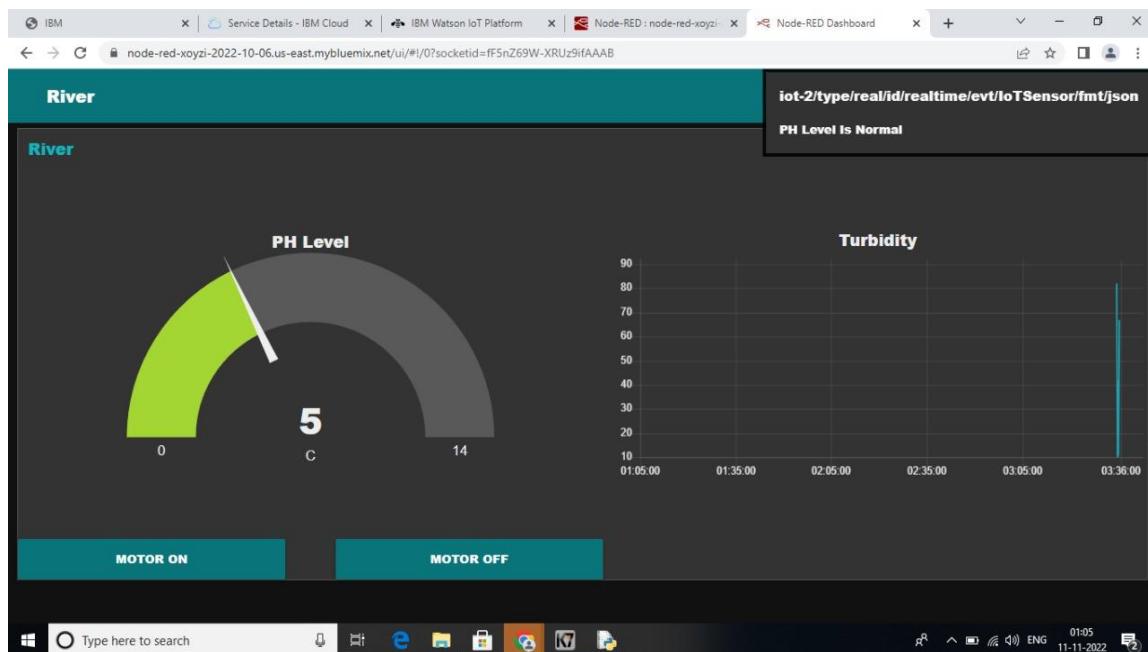 IBM
Service Details - IBM Cloud
IBM Watson IoT Platform
Node-RED : node-red-xoyzi-
Node-RED Dashboard
node-red-xoyzi-2022-10-06.us-east.mybluemix.net/ui/#!/0?socketid=fF5nZ69W-XRUz9ifAAAB
River
iot-2/type/real/id/realtime/evt/IoTSensor/fmt/json
PH Level Is Normal
River
PH Level
5
C
0
14
Turbidity
90
80
70
60
50
40
30
20
10
01:05:00 01:35:00 02:05:00 02:35:00 03:05:00 03:36:00
MOTOR ON
MOTOR OFF
Type here to search
ENG
01:05
11-11-2022
2